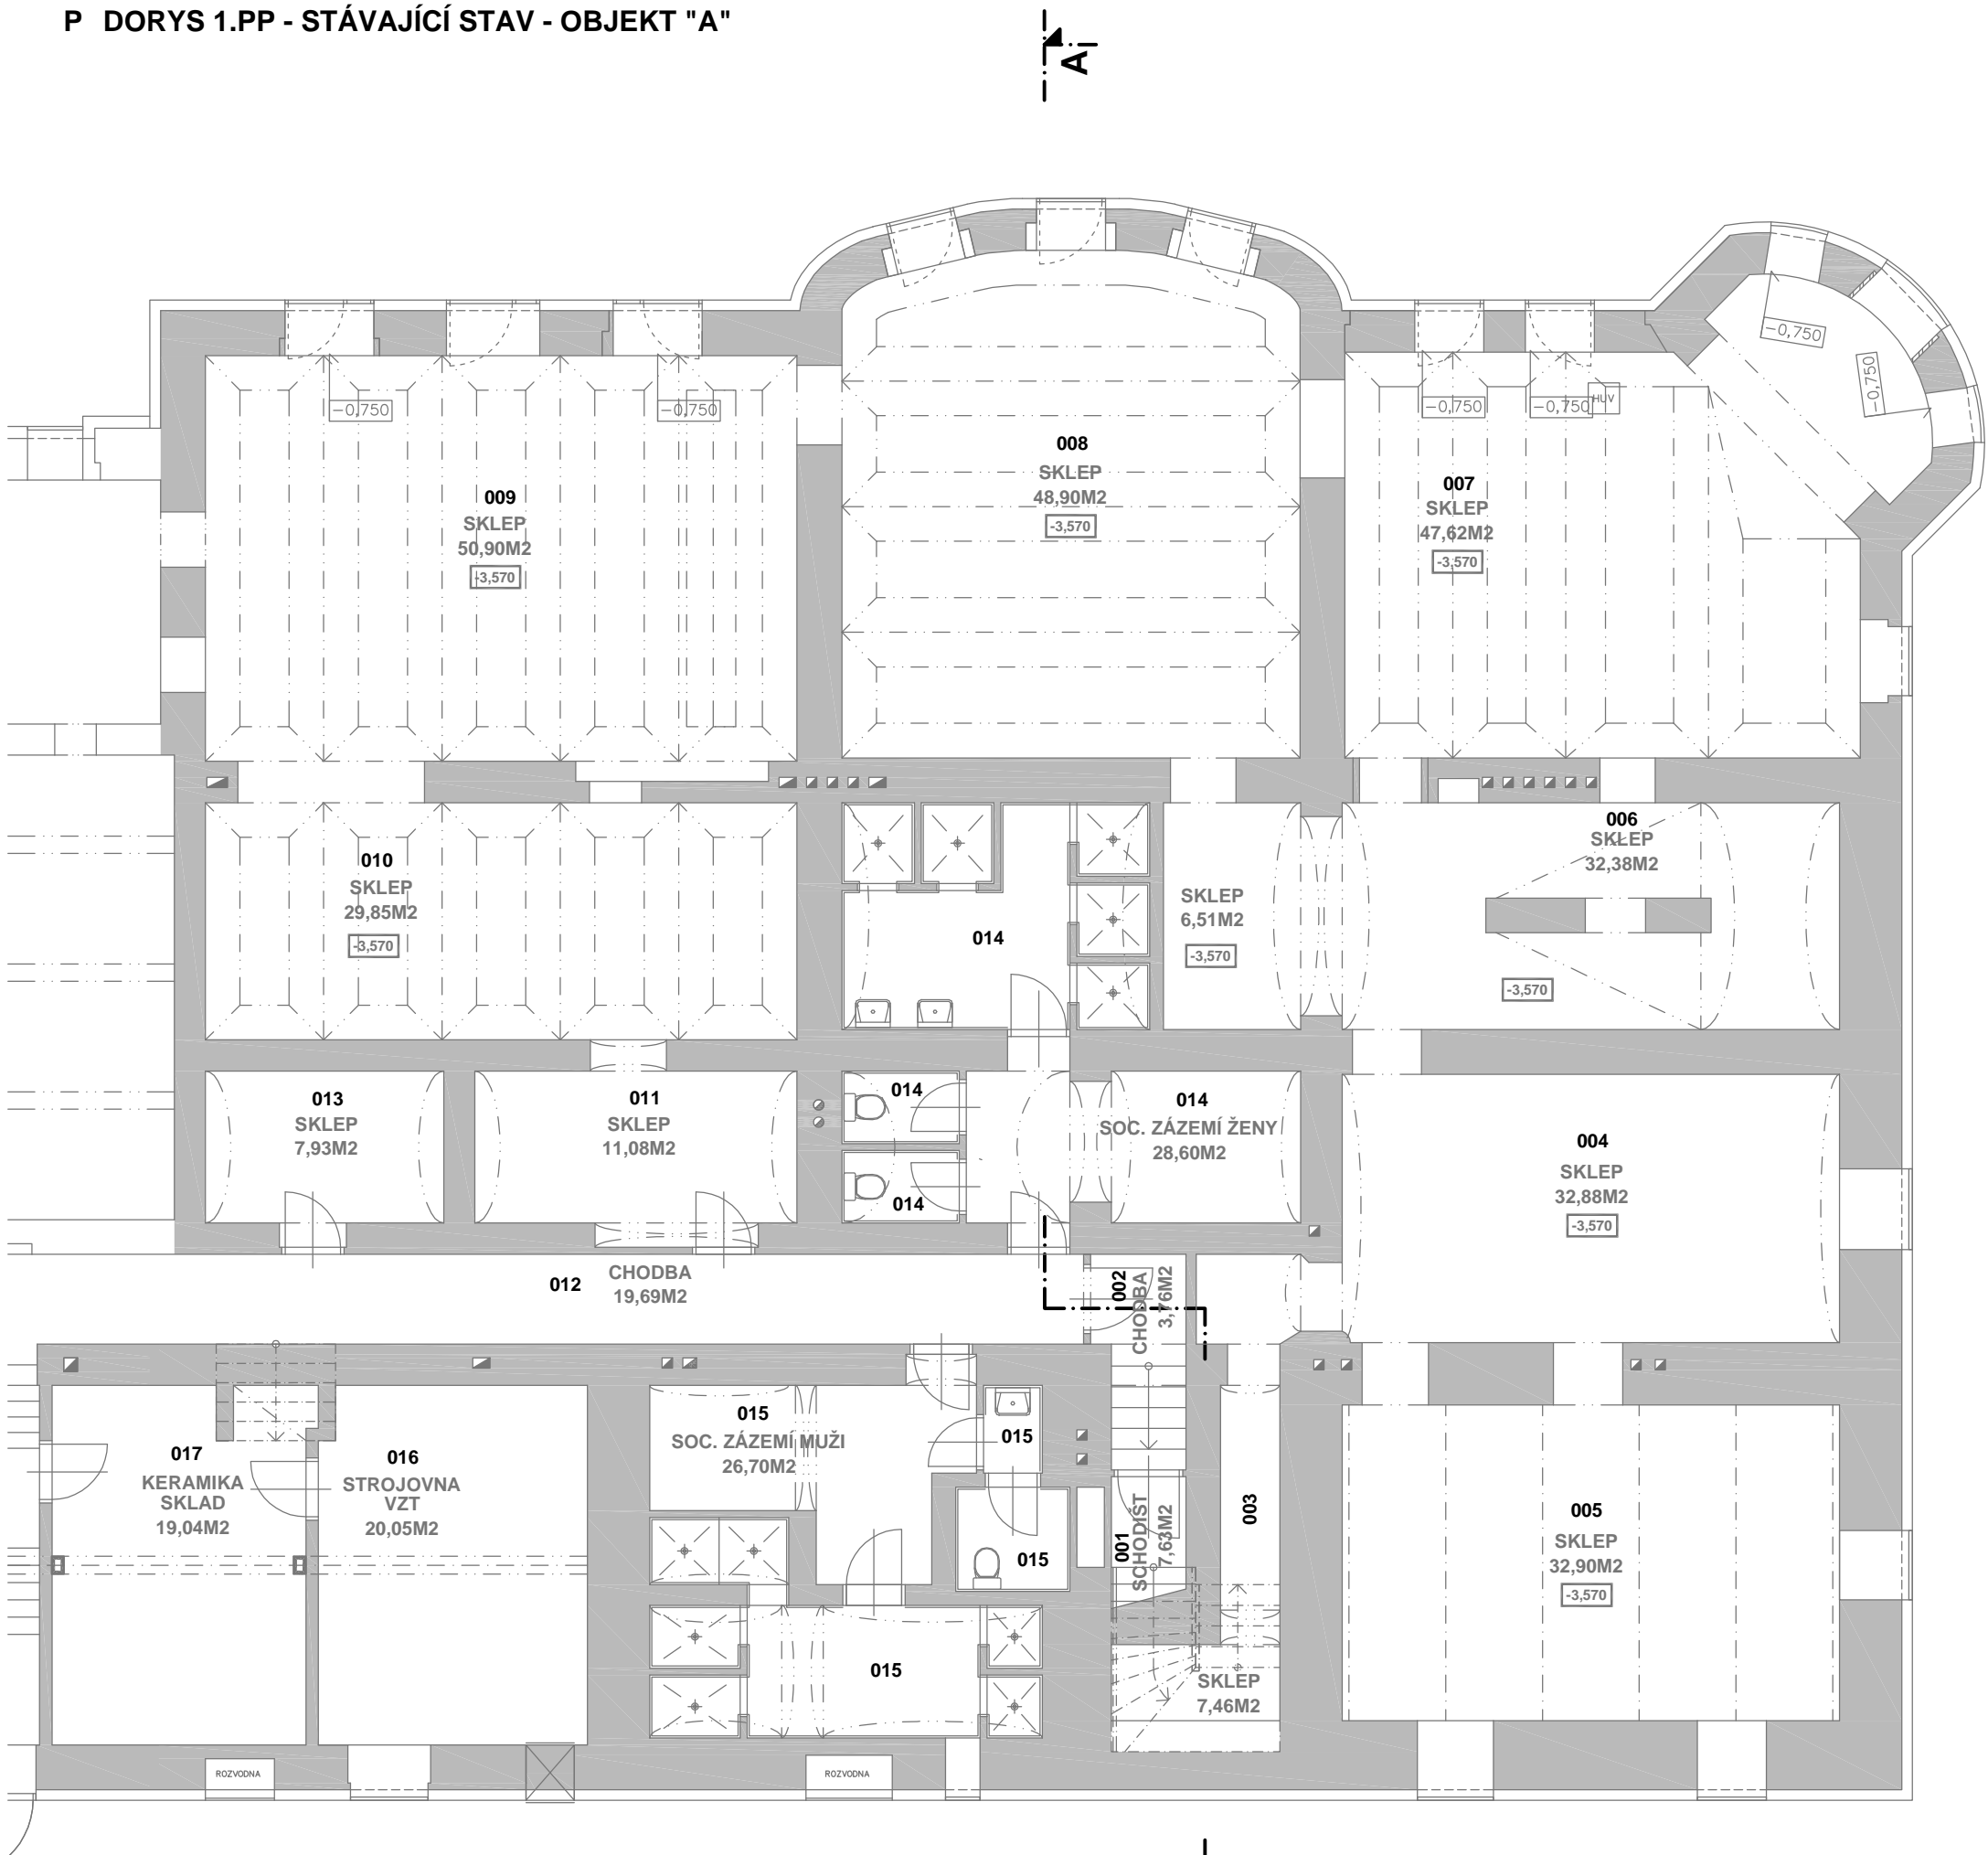 P DORYS 1.PP - STÁVAJÍCÍ STAV - OBJEKT "A"
A
-0,750
-0,750
-0,750
-0,750
-0,750
-0,750
HUV
009
SKLEP
50,90M2
-3,570
008
SKLEP
48,90M2
-3,570
007
SKLEP
47,62M2
-3,570
010
SKLEP
29,85M2
-3,570
014
SKLEP
6,51M2
-3,570
006
SKLEP
32,38M2
-3,570
013
SKLEP
7,93M2
011
SKLEP
11,08M2
014
014
014
SOC. ZÁZEMÍ ŽENY
28,60M2
004
SKLEP
32,88M2
-3,570
012
CHODBA
19,69M2
002
CHODBA
3,76M2
017
KERAMIKA
SKLAD
19,04M2
016
STROJOVNA
VZT
20,05M2
015
SOC. ZÁZEMÍ MUŽI
26,70M2
015
015
015
001
SCHODIŠT
7,63M2
003
SKLEP
7,46M2
005
SKLEP
32,90M2
-3,570
ROZVODNA
ROZVODNA